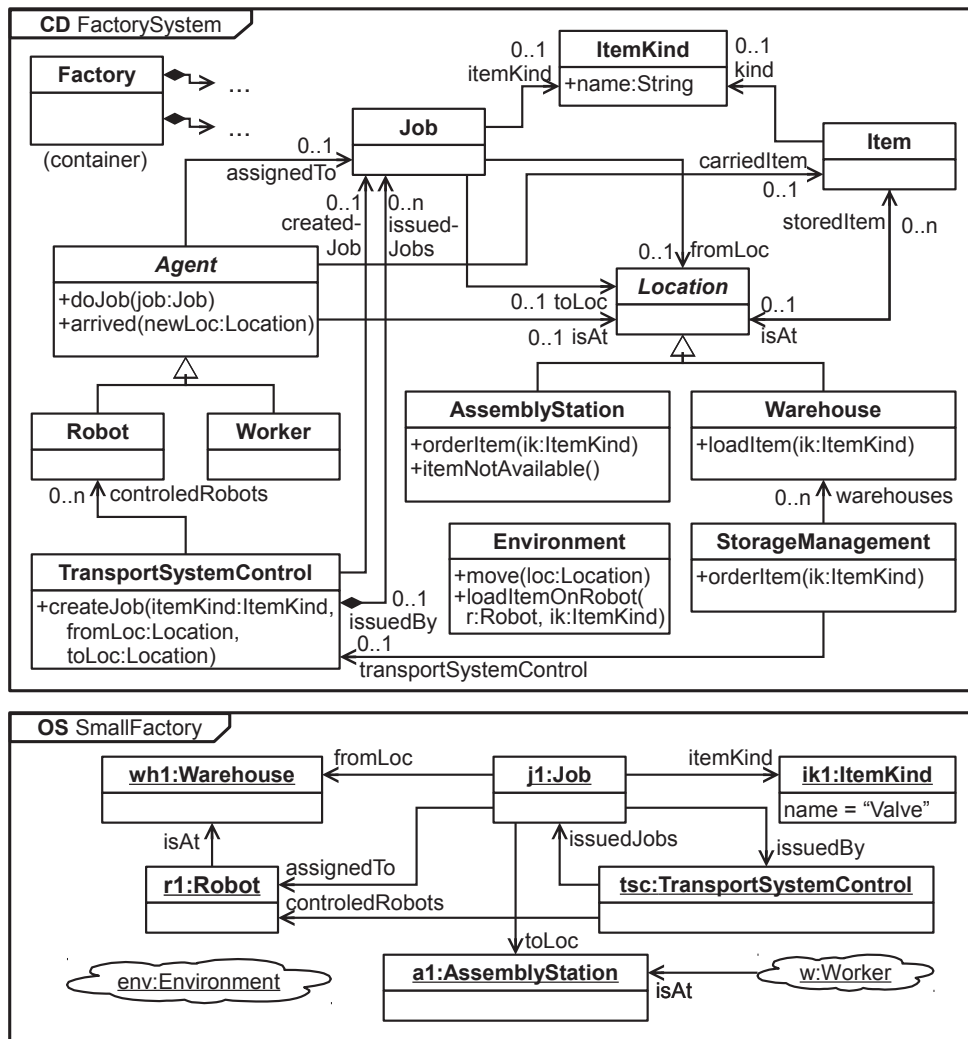 CD FactorySystem
Factory
...
...
(container)
0..1
itemKind
ItemKind
+name:String
0..1
kind
Job
0..1
assignedTo
Item
carriedItem
0..1
0..1
created-
Job
0..n
issued-
Jobs
storedItem
0..n
Agent
+doJob(job:Job)
+arrived(newLoc:Location)
0..1
fromLoc
Location
0..1 toLoc
0..1 isAt
0..1
isAt
Robot
Worker
0..n
controledRobots
AssemblyStation
+orderItem(ik:ItemKind)
+itemNotAvailable()
Warehouse
+loadItem(ik:ItemKind)
0..n
warehouses
TransportSystemControl
+createJob(itemKind:ItemKind,
fromLoc:Location,
toLoc:Location)
0..1
issuedBy
Environment
+move(loc:Location)
+loadItemOnRobot(
r:Robot, ik:ItemKind)
StorageManagement
+orderItem(ik:ItemKind)
0..1
transportSystemControl
OS SmallFactory
wh1:Warehouse
fromLoc
j1:Job
itemKind
ik1:ItemKind
name = “Valve”
isAt
issuedJobs
issuedBy
assignedTo
r1:Robot
controledRobots
tsc:TransportSystemControl
toLoc
env:Environment
a1:AssemblyStation
isAt
w:Worker